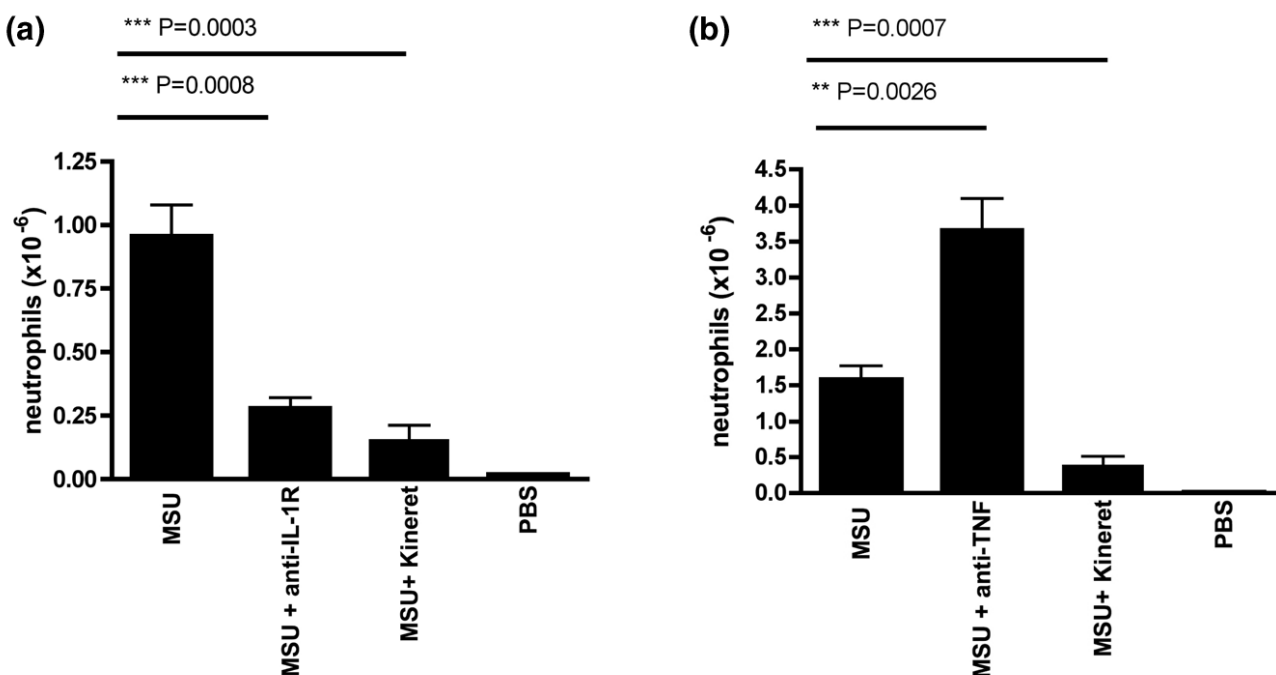 (a)
*** P=0.0003
*** P=0.0008
neutrophils (x10⁻⁶)
1.25
1.00
0.75
0.50
0.25
0.00
MSU
MSU + anti-IL-1R
MSU+ Kineret
PBS
(b)
*** P=0.0007
** P=0.0026
neutrophils (x10⁻⁶)
4.5
4.0
3.5
3.0
2.5
2.0
1.5
1.0
0.5
0.0
MSU
MSU + anti-TNF
MSU+ Kineret
PBS